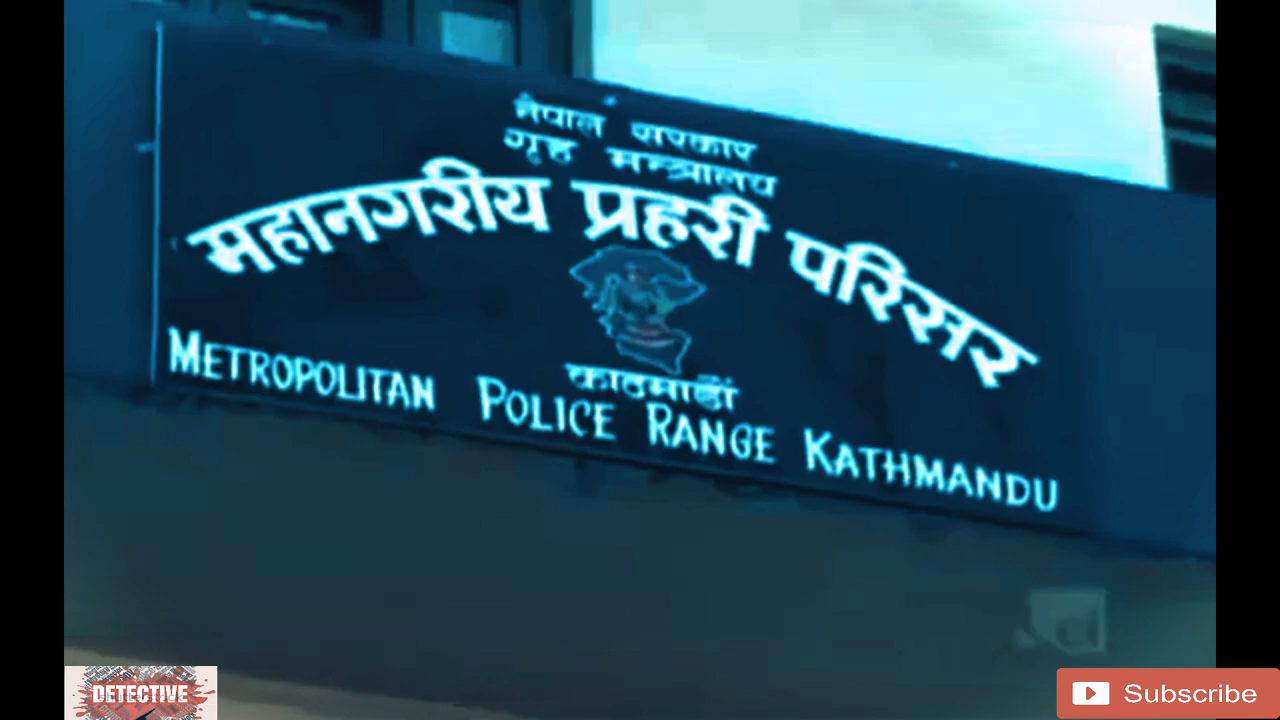 नेपाल सरकार
गृह मन्त्रालय
महानगरीय प्रहरी परिसर
काठमाडौं
METROPOLITAN POLICE RANGE KATHMANDU
DETECTIVE
Subscribe